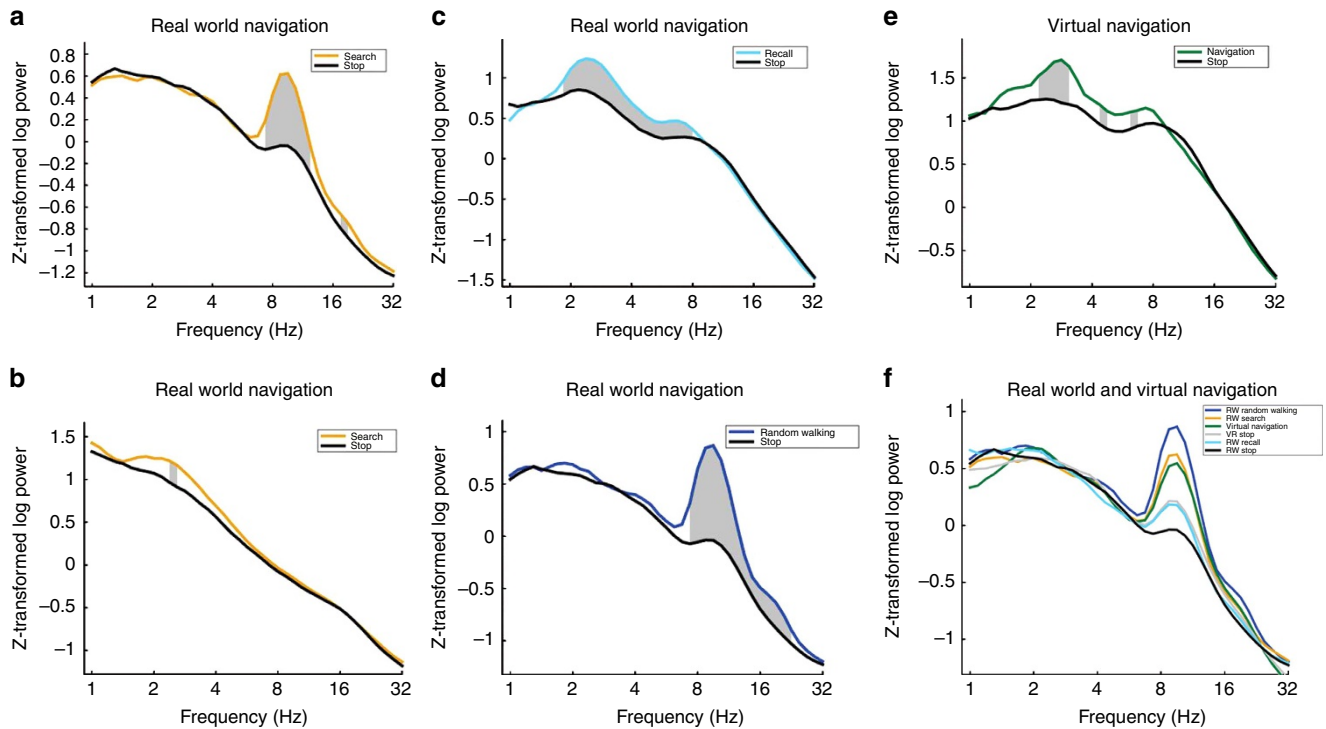 a
Real world navigation
Search
Stop
Z-transformed log power
0.8
0.6
0.4
0.2
0
−0.2
−0.4
−0.6
−0.8
−1
−1.2
1 2 4 8 16 32
Frequency (Hz)
c
Real world navigation
Recall
Stop
Z-transformed log power
1
0.5
0
−0.5
−1
−1.5
1 2 4 8 16 32
Frequency (Hz)
e
Virtual navigation
Navigation
Stop
Z-transformed log power
1.5
1
0.5
0
−0.5
1 2 4 8 16 32
Frequency (Hz)
b
Real world navigation
Search
Stop
Z-transformed log power
1.5
1
0.5
0
−0.5
−1
1 2 4 8 16 32
Frequency (Hz)
d
Real world navigation
Random walking
Stop
Z-transformed log power
1
0.5
0
−0.5
−1
1 2 4 8 16 32
Frequency (Hz)
f
Real world and virtual navigation
RW random walking
RW search
Virtual navigation
VR stop
RW recall
RW stop
Z-transformed log power
1
0.5
0
−0.5
−1
1 2 4 8 16 32
Frequency (Hz)